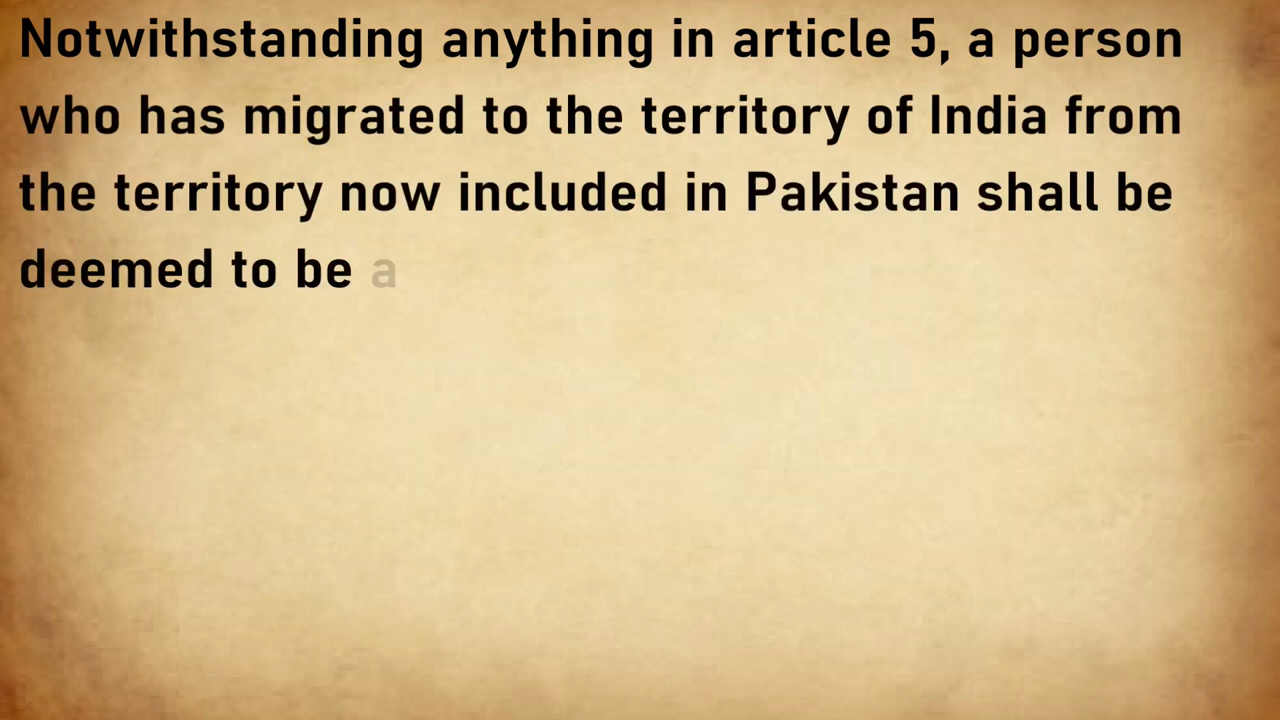 Notwithstanding anything in article 5, a person
who has migrated to the territory of India from
the territory now included in Pakistan shall be
deemed to be a